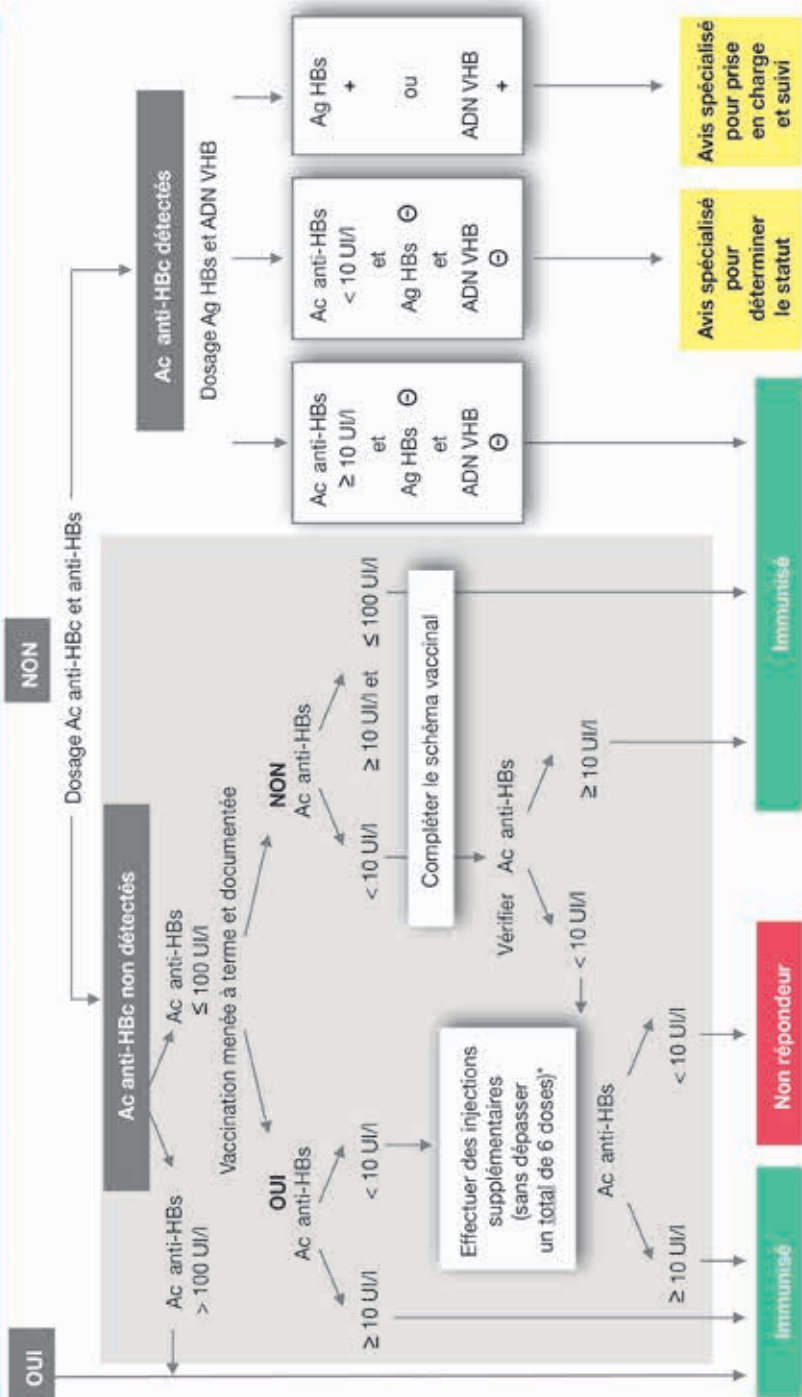 OUI
NON
Dosage Ac anti-HBc et anti-HBs
Ac anti-HBc non détectés
Ac anti-HBs
> 100 UI/l
Ac anti-HBs
≤ 100 UI/l
Vaccination menée à terme et documentée
OUI
Ac anti-HBs
≥ 10 UI/l
< 10 UI/l
NON
Ac anti-HBs
< 10 UI/l
≥ 10 UI/l et
≤ 100 UI/l
Compléter le schéma vaccinal
Vérifier Ac anti-HBs
< 10 UI/l
≥ 10 UI/l
Effectuer des injections
supplémentaires
(sans dépasser
un total de 6 doses)*
Ac anti-HBs
≥ 10 UI/l
< 10 UI/l
Ac anti-HBc détectés
Dosage Ag HBs et ADN VHB
Ac anti-HBs
≥ 10 UI/l
et
Ag HBs ⊖
et
ADN VHB
⊖
Ac anti-HBs
< 10 UI/l
et
Ag HBs ⊖
et
ADN VHB
⊖
Ag HBs
+
ou
ADN VHB
+
Immunisé
Non répondeur
Immunisé
Avis spécialisé
pour
déterminer
le statut
Avis spécialisé
pour prise
en charge
et suivi